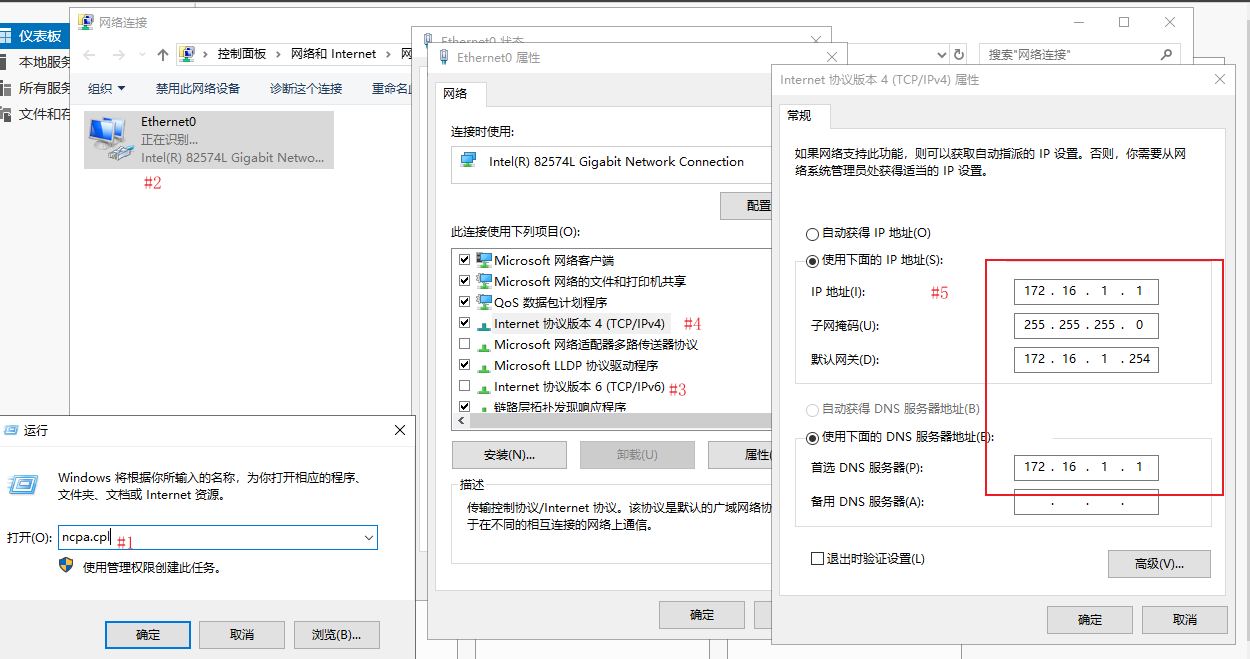 仪表板
本地服务
所有服务
文件和存
网络连接
控制面板 › 网络和 Internet › 网
搜索"网络连接"
组织 禁用此网络设备 诊断这个连接 重命名此
Ethernet0
正在识别...
Intel(R) 82574L Gigabit Netwo...
#2
Ethernet0 状态
Ethernet0 属性
网络
连接时使用:
Intel(R) 82574L Gigabit Network Connection
配置
此连接使用下列项目(O):
Microsoft 网络客户端
Microsoft 网络的文件和打印机共享
QoS 数据包计划程序
Internet 协议版本 4 (TCP/IPv4) #4
Microsoft 网络适配器多路传送器协议
Microsoft LLDP 协议驱动程序
Internet 协议版本 6 (TCP/IPv6) #3
链路层拓扑发现响应程序
安装(N)... 卸载(U) 属性(
描述
传输控制协议/Internet 协议。该协议是默认的广域网络协
于在不同的相互连接的网络上通信。
确定
Internet 协议版本 4 (TCP/IPv4) 属性
常规
如果网络支持此功能，则可以获取自动指派的 IP 设置。否则，你需要从网
络系统管理员处获得适当的 IP 设置。
自动获得 IP 地址(O)
使用下面的 IP 地址(S):
IP 地址(I): #5 172 . 16 . 1 . 1
子网掩码(U): 255 . 255 . 255 . 0
默认网关(D): 172 . 16 . 1 . 254
自动获得 DNS 服务器地址(B)
使用下面的 DNS 服务器地址(E):
首选 DNS 服务器(P): 172 . 16 . 1 . 1
备用 DNS 服务器(A): . . .
退出时验证设置(L)
高级(V)...
确定 取消
运行
Windows 将根据你所输入的名称，为你打开相应的程序、
文件夹、文档或 Internet 资源。
打开(O): ncpa.cpl #1
使用管理权限创建此任务。
确定 取消 浏览(B)...